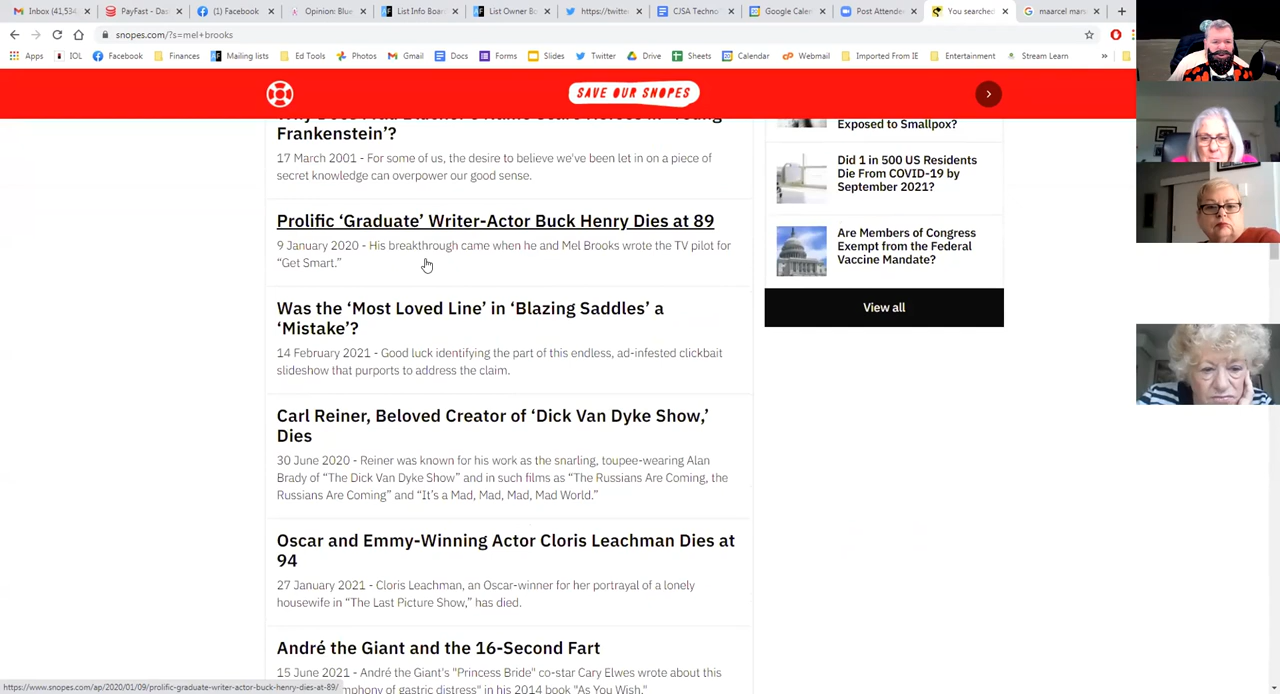 Inbox (41,534
PayFast - Das
(1) Facebook
Opinion: Blue
List Info Board
List Owner Bo
https://twitte
CJSA Techno
Google Calen
Post Attendee
You searched
maarcel mar
snopes.com/?s=mel+brooks
Apps
IOL
Facebook
Finances
Mailing lists
Ed Tools
Photos
Gmail
Docs
Forms
Slides
Twitter
Drive
Sheets
Calendar
Webmail
Imported From IE
Entertainment
Stream Learn
SAVE OUR SNOPES
Frankenstein’?
17 March 2001 - For some of us, the desire to believe we've been let in on a piece of
secret knowledge can overpower our good sense.
Prolific ‘Graduate’ Writer-Actor Buck Henry Dies at 89
9 January 2020 - His breakthrough came when he and Mel Brooks wrote the TV pilot for
“Get Smart.”
Was the ‘Most Loved Line’ in ‘Blazing Saddles’ a
‘Mistake’?
14 February 2021 - Good luck identifying the part of this endless, ad-infested clickbait
slideshow that purports to address the claim.
Carl Reiner, Beloved Creator of ‘Dick Van Dyke Show,’
Dies
30 June 2020 - Reiner was known for his work as the snarling, toupee-wearing Alan
Brady of “The Dick Van Dyke Show” and in such films as “The Russians Are Coming, the
Russians Are Coming” and “It’s a Mad, Mad, Mad, Mad World.”
Oscar and Emmy-Winning Actor Cloris Leachman Dies at
94
27 January 2021 - Cloris Leachman, an Oscar-winner for her portrayal of a lonely
housewife in “The Last Picture Show,” has died.
André the Giant and the 16-Second Fart
15 June 2021 - André the Giant's "Princess Bride" co-star Cary Elwes wrote about this
mphony of gastric distress" in his 2014 book "As You Wish."
Exposed to Smallpox?
Did 1 in 500 US Residents
Die From COVID-19 by
September 2021?
Are Members of Congress
Exempt from the Federal
Vaccine Mandate?
View all
https://www.snopes.com/ap/2020/01/09/prolific-graduate-writer-actor-buck-henry-dies-at-89/